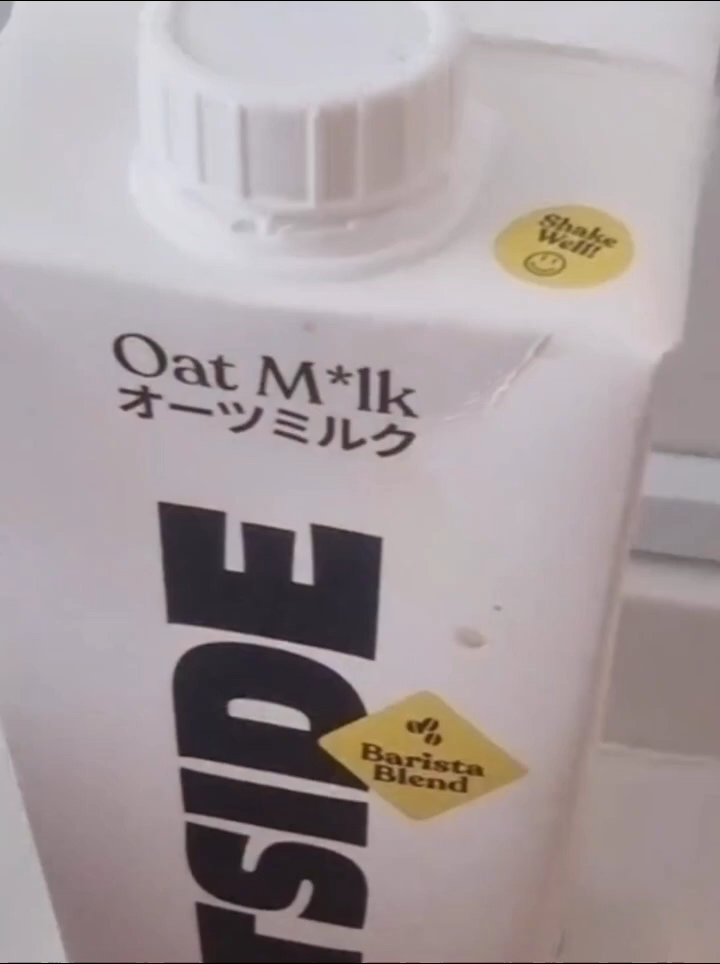 Shake
Well!
Oat M*lk
オーツミルク
TSIDE
Barista
Blend